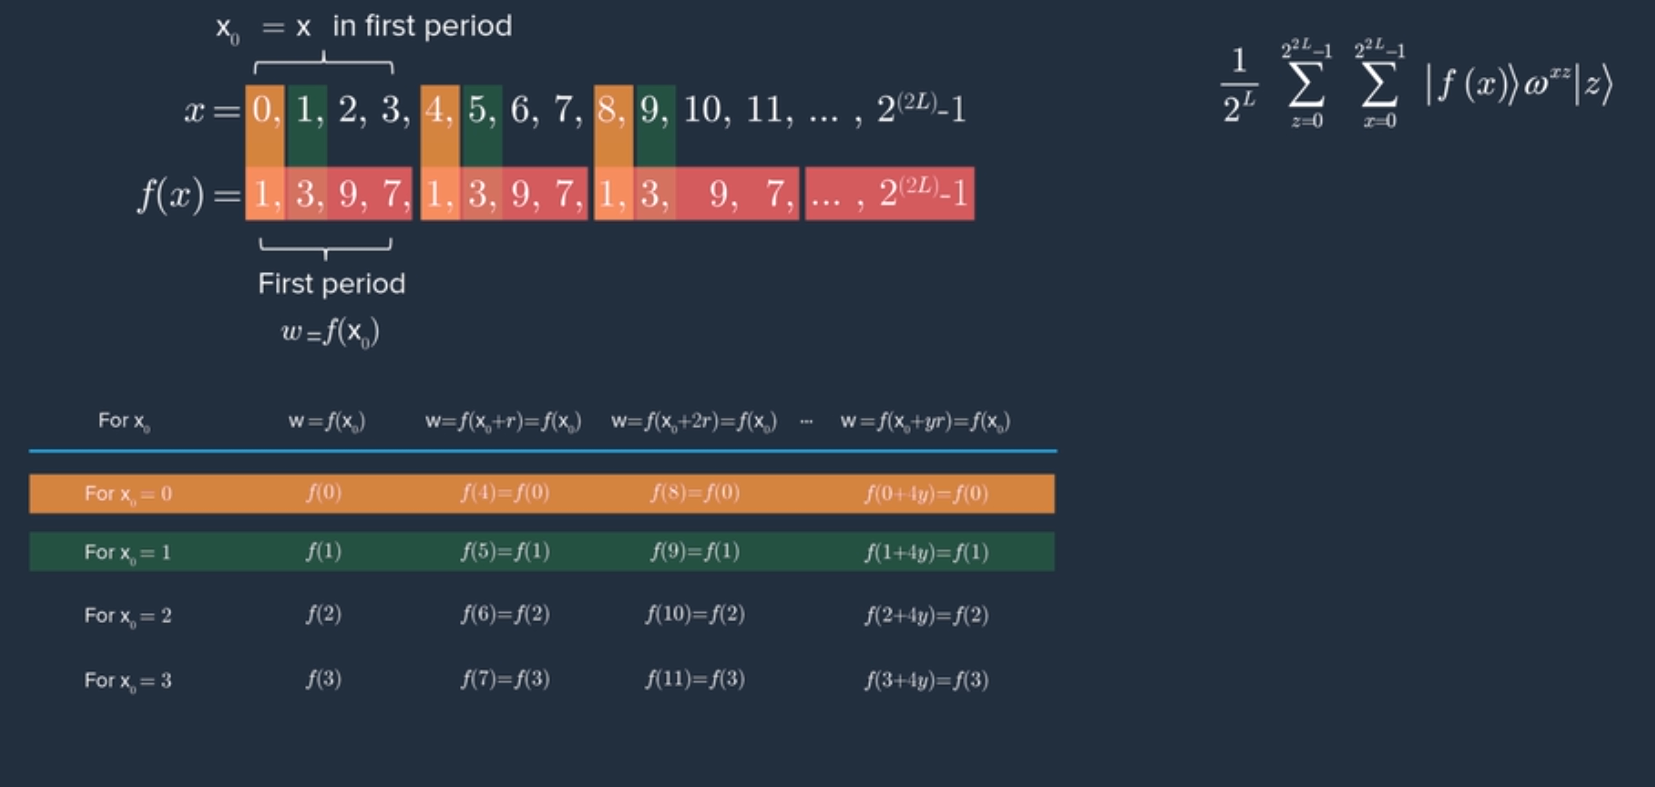 x₀ = x in first period
x = 0, 1, 2, 3, 4, 5, 6, 7, 8, 9, 10, 11, ... , 2^(2L)-1
f(x) = 1, 3, 9, 7, 1, 3, 9, 7, 1, 3, 9, 7, ... , 2^(2L)-1
First period
w=f(x₀)
1/2^L ∑_{z=0}^{2^{2L}-1} ∑_{x=0}^{2^{2L}-1} |f(x)⟩ω^{xz}|z⟩
For x₀ w=f(x₀) w=f(x₀+r)=f(x₀) w=f(x₀+2r)=f(x₀) ... w=f(x₀+yr)=f(x₀)
For x₀ = 0 f(0) f(4)=f(0) f(8)=f(0) f(0+4y)=f(0)
For x₀ = 1 f(1) f(5)=f(1) f(9)=f(1) f(1+4y)=f(1)
For x₀ = 2 f(2) f(6)=f(2) f(10)=f(2) f(2+4y)=f(2)
For x₀ = 3 f(3) f(7)=f(3) f(11)=f(3) f(3+4y)=f(3)